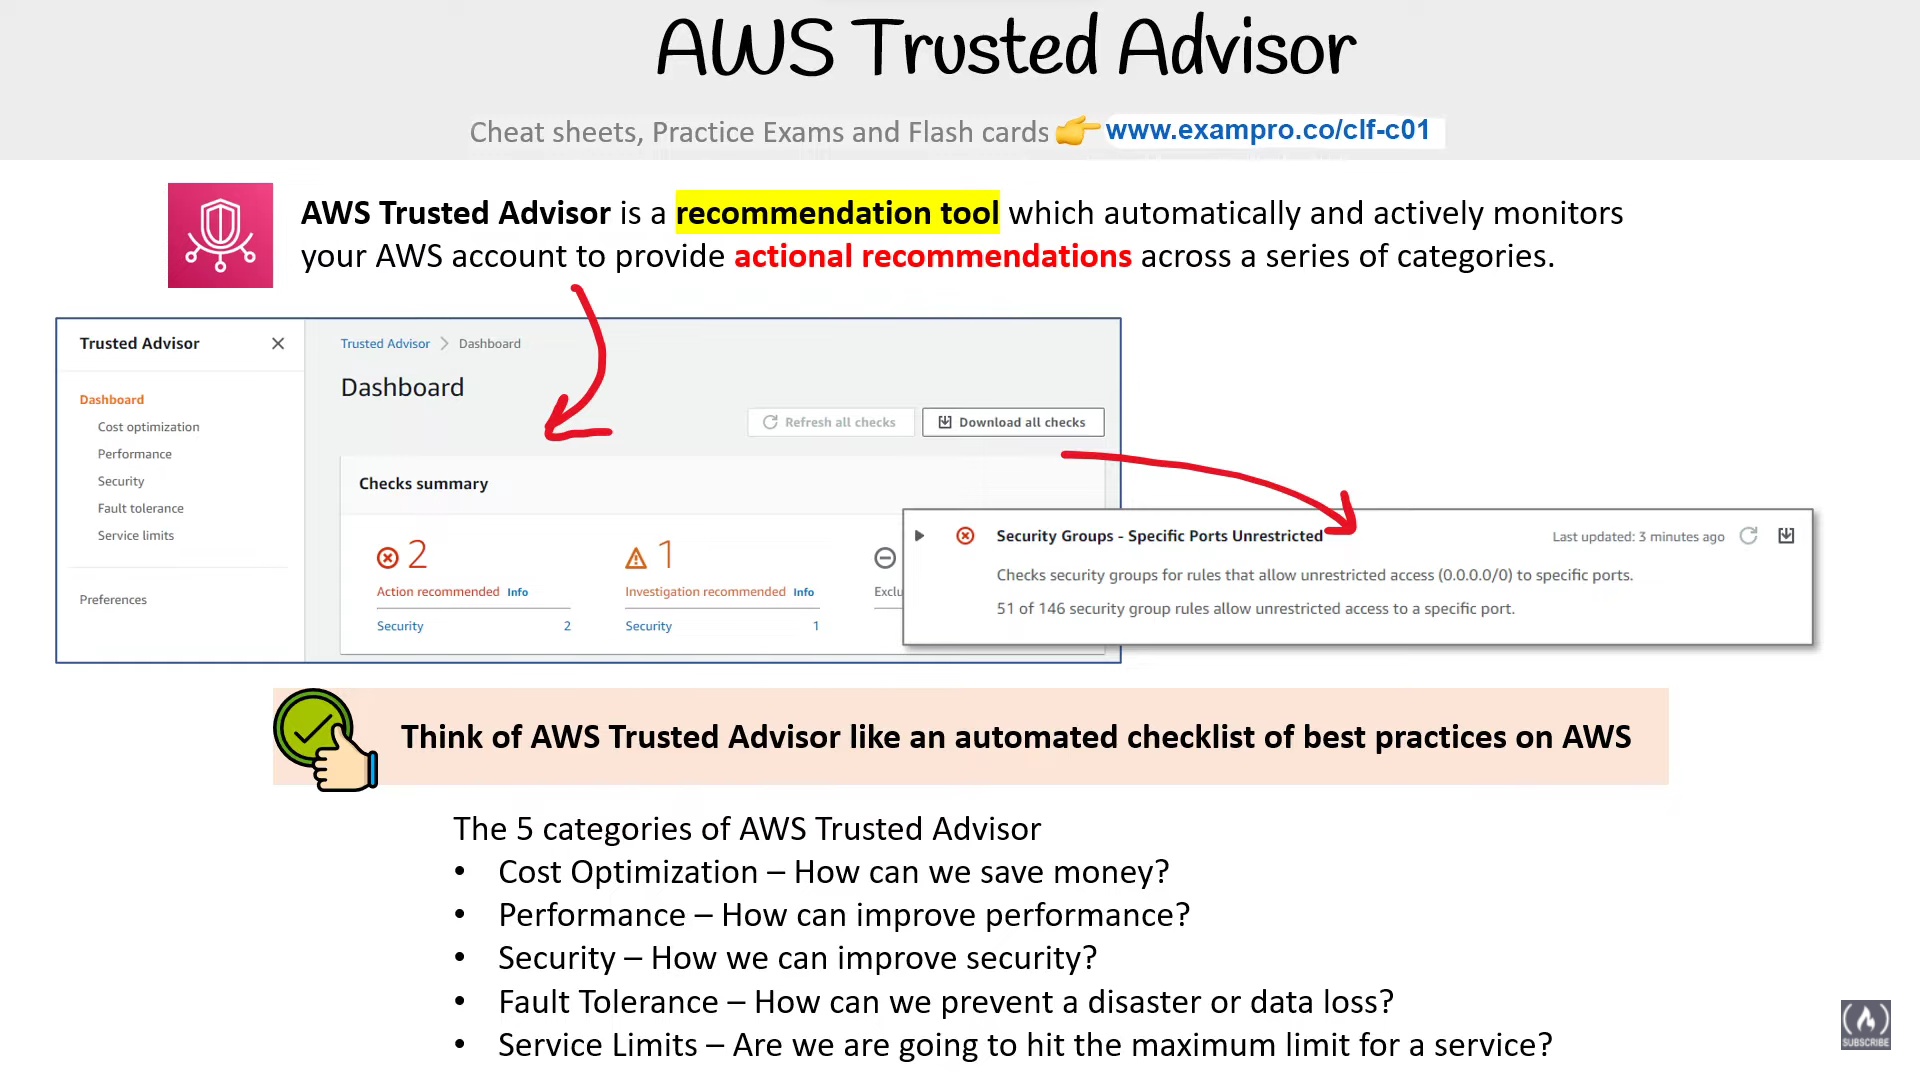 AWS Trusted Advisor
Cheat sheets, Practice Exams and Flash cards 👉 www.exampro.co/clf-c01
AWS Trusted Advisor is a recommendation tool which automatically and actively monitors
your AWS account to provide actional recommendations across a series of categories.
Trusted Advisor
Dashboard
Cost optimization
Performance
Security
Fault tolerance
Service limits
Preferences
Trusted Advisor > Dashboard
Dashboard
Refresh all checks
Download all checks
Checks summary
2
Action recommended Info
Security 2
1
Investigation recommended Info
Security 1
Exclu
Security Groups - Specific Ports Unrestricted
Last updated: 3 minutes ago
Checks security groups for rules that allow unrestricted access (0.0.0.0/0) to specific ports.
51 of 146 security group rules allow unrestricted access to a specific port.
Think of AWS Trusted Advisor like an automated checklist of best practices on AWS
The 5 categories of AWS Trusted Advisor
• Cost Optimization – How can we save money?
• Performance – How can improve performance?
• Security – How we can improve security?
• Fault Tolerance – How can we prevent a disaster or data loss?
• Service Limits – Are we are going to hit the maximum limit for a service?
SUBSCRIBE